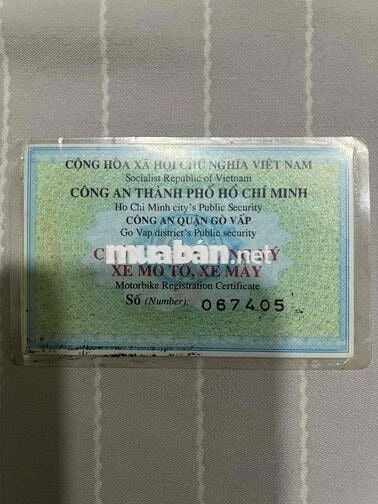 CỘNG HÒA XÃ HỘI CHỦ NGHĨA VIỆT NAM
Socialist Republic of Vietnam
CÔNG AN THÀNH PHỐ HỒ CHÍ MINH
Ho Chi Minh city's Public Security
CÔNG AN QUẬN GÒ VẤP
Go Vap district's Public security
muabán.net
XE MÔ TÔ, XE MÁY
Motorbike Registration Certificate
Số (Number): 067405